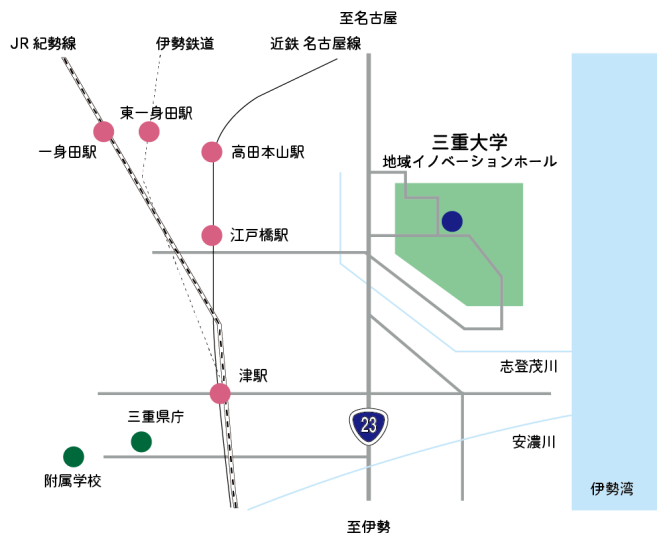 至名古屋
JR 紀勢線
伊勢鉄道
近鉄 名古屋線
東一身田駅
一身田駅
高田本山駅
三重大学
地域イノベーションホール
江戸橋駅
志登茂川
津駅
三重県庁
23
安濃川
附属学校
伊勢湾
至伊勢